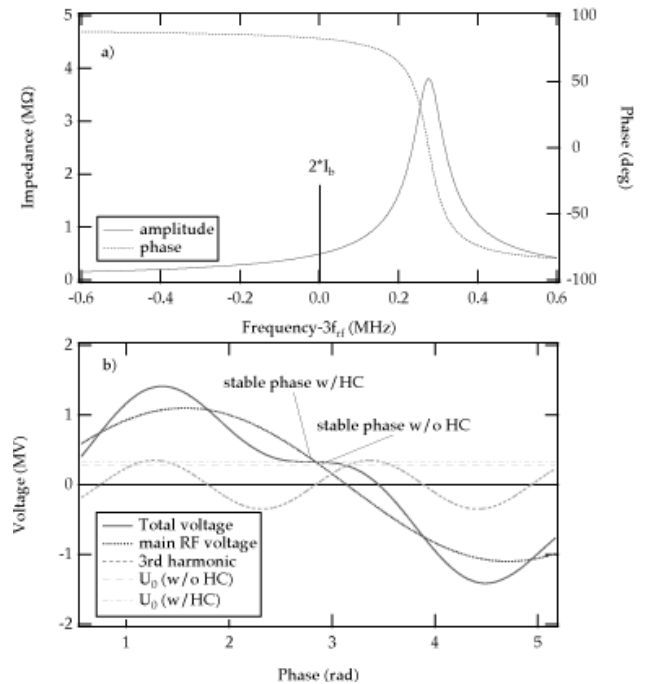 100
5
a)
4
50
3
0
2*I_b
2
-50
1
amplitude
phase
0
-100
-0.6
-0.4
-0.2
0.0
0.2
0.4
0.6
Impedance (MΩ)
Phase (deg)
Frequency-3f_rf (MHz)
2
b)
stable phase w/HC
1
stable phase w/o HC
0
Total voltage
main RF voltage
-1
3rd harmonic
U_0 (w/o HC)
U_0 (w/HC)
-2
1
2
3
4
5
Voltage (MV)
Phase (rad)